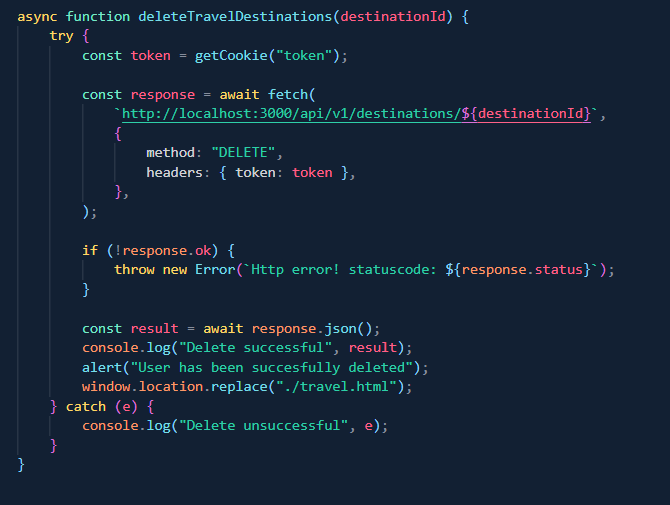 async function deleteTravelDestinations(destinationId) {
try {
const token = getCookie("token");
const response = await fetch(
`http://localhost:3000/api/v1/destinations/${destinationId}`,
{
method: "DELETE",
headers: { token: token },
},
);
if (!response.ok) {
throw new Error(`Http error! statuscode: ${response.status}`);
}
const result = await response.json();
console.log("Delete successful", result);
alert("User has been succesfully deleted");
window.location.replace("./travel.html");
} catch (e) {
console.log("Delete unsuccessful", e);
}
}